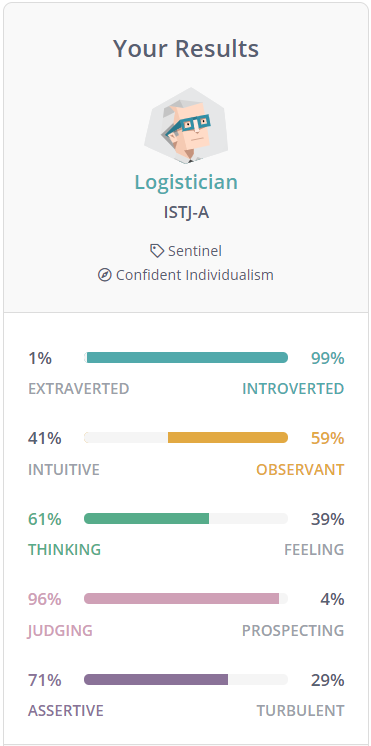 Your Results
Logistician
ISTJ-A
Sentinel
Confident Individualism
1% 99%
EXTRAVERTED INTROVERTED
41% 59%
INTUITIVE OBSERVANT
61% 39%
THINKING FEELING
96% 4%
JUDGING PROSPECTING
71% 29%
ASSERTIVE TURBULENT